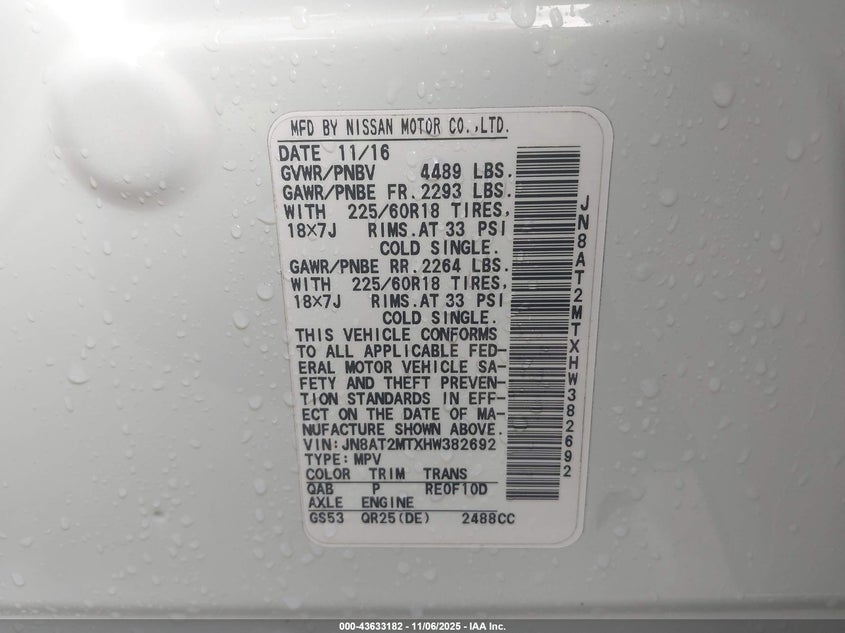 MFD BY NISSAN MOTOR CO.,LTD.
DATE 11/16
GVWR/PNBV 4489 LBS.
GAWR/PNBE FR. 2293 LBS.
WITH 225/60R18 TIRES,
18×7J RIMS.AT 33 PSI
COLD SINGLE.
GAWR/PNBE RR. 2264 LBS.
WITH 225/60R18 TIRES,
18×7J RIMS.AT 33 PSI
COLD SINGLE.
THIS VEHICLE CONFORMS
TO ALL APPLICABLE FED-
ERAL MOTOR VEHICLE SA-
FETY AND THEFT PREVEN-
TION STANDARDS IN EFF-
ECT ON THE DATE OF MA-
NUFACTURE SHOWN ABOVE.
VIN:JN8AT2MTXHW382692
TYPE:MPV
COLOR TRIM TRANS
QAB P RE0F10D
AXLE ENGINE
GS53 QR25(DE) 2488CC
JN8AT2MTXHW382692
000-43633182 - 11/06/2025 - IAA Inc.